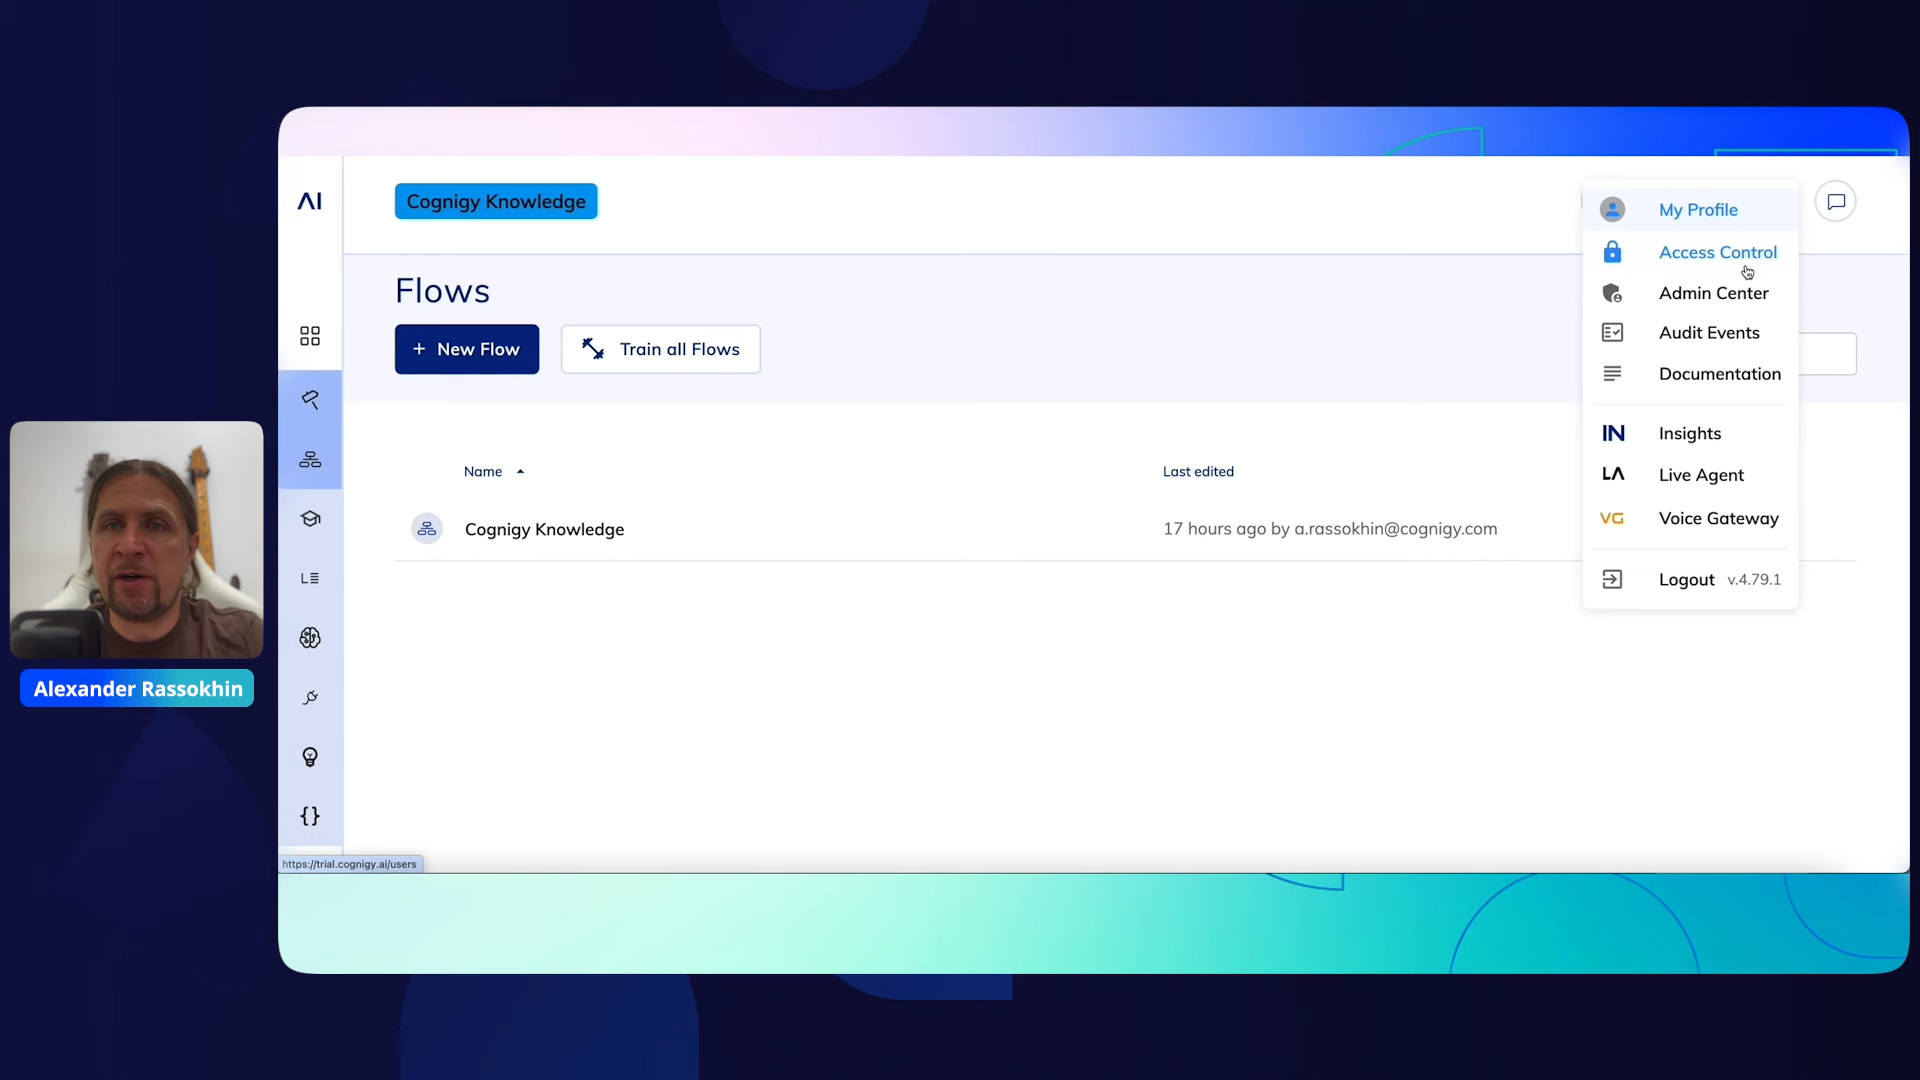 AI
Cognigy Knowledge
My Profile
Access Control
Flows
Admin Center
Audit Events
+ New Flow
Train all Flows
Documentation
Insights
IN
Name
Last edited
LA
Live Agent
VG
Voice Gateway
Cognigy Knowledge
17 hours ago by a.rassokhin@cognigy.com
Logout v.4.79.1
Alexander Rassokhin
https://trial.cognigy.ai/users